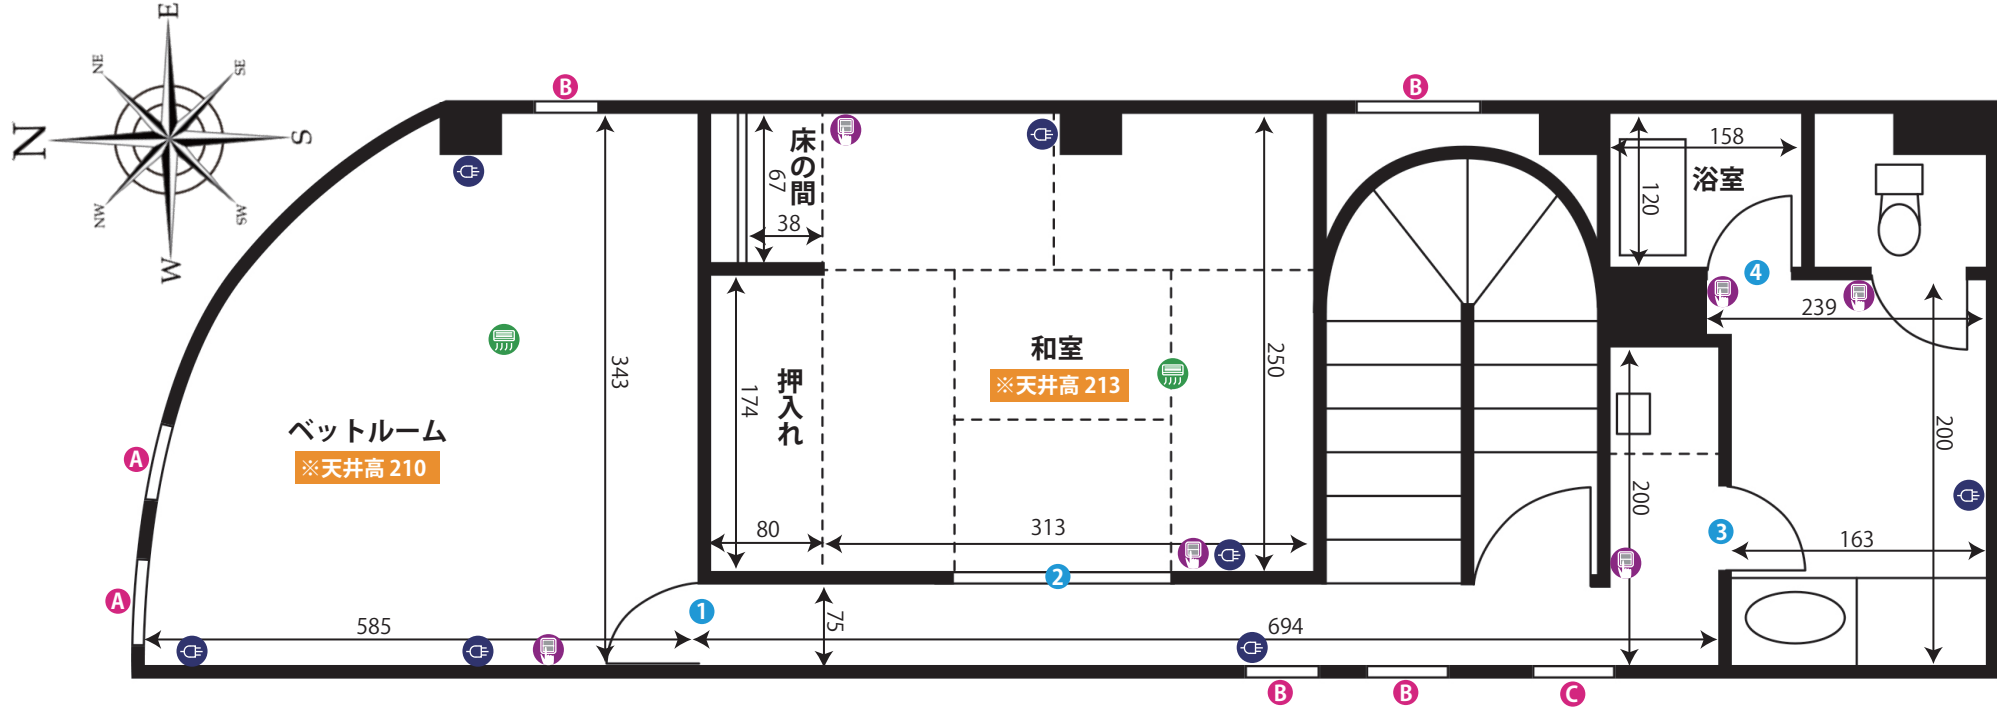 E
NE
SE
N
S
NW
SW
W
B
B
床の間
67
38
158
120
浴室
4
239
343
和室
※天井高 213
250
押入れ
174
ベットルーム
※天井高 210
A
A
80
313
200
200
3
163
2
1
75
585
694
B
B
C